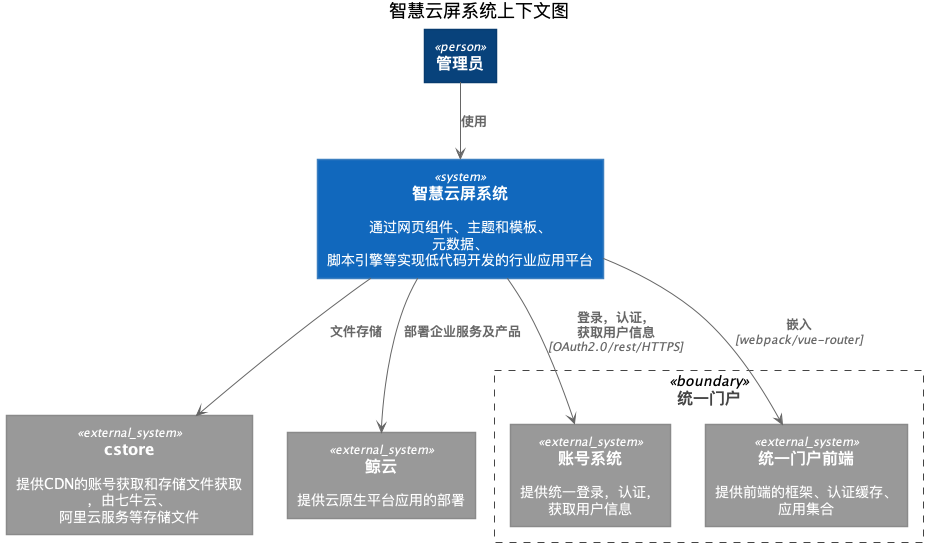 智慧云屏系统上下文图
«person»
管理员
使用
«system»
智慧云屏系统
通过网页组件、主题和模板、
元数据、
脚本引擎等实现低代码开发的行业应用平台
文件存储
部署企业服务及产品
登录，认证，
获取用户信息
[OAuth2.0/rest/HTTPS]
嵌入
[webpack/vue-router]
«boundary»
统一门户
«external_system»
cstore
提供CDN的账号获取和存储文件获取
，由七牛云、
阿里云服务等存储文件
«external_system»
鲸云
提供云原生平台应用的部署
«external_system»
账号系统
提供统一登录，认证，
获取用户信息
«external_system»
统一门户前端
提供前端的框架、认证缓存、
应用集合